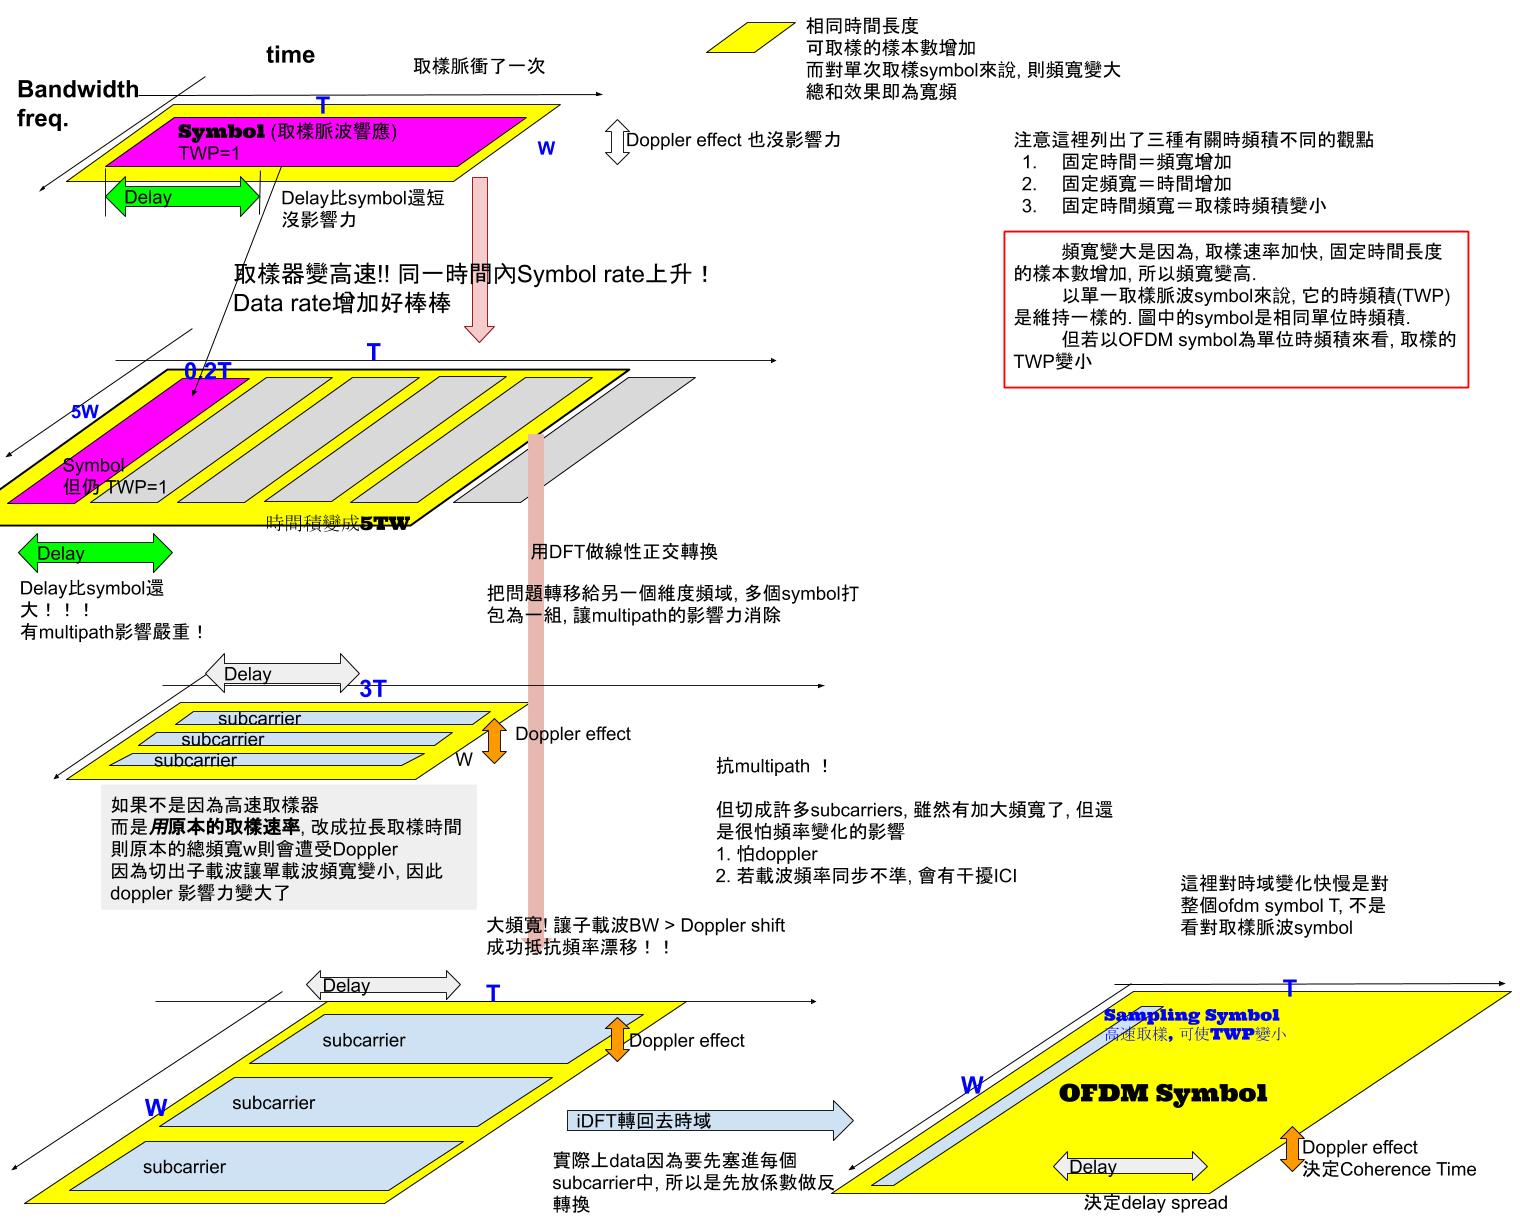 time
取樣脈衝了一次
Bandwidth
freq.
T
Symbol (取樣脈波響應)
TWP=1
W
Doppler effect 也沒影響力
Delay
Delay比symbol還短
沒影響力
相同時間長度
可取樣的樣本數增加
而對單次取樣symbol來說, 則頻寬變大
總和效果即為寬頻
注意這裡列出了三種有關時頻積不同的觀點
1. 固定時間＝頻寬增加
2. 固定頻寬＝時間增加
3. 固定時間頻寬＝取樣時頻積變小
頻寬變大是因為, 取樣速率加快, 固定時間長度
的樣本數增加, 所以頻寬變高.
以單一取樣脈波symbol來說, 它的時頻積(TWP)
是維持一樣的. 圖中的symbol是相同單位時頻積.
但若以OFDM symbol為單位時頻積來看, 取樣的
TWP變小
取樣器變高速!! 同一時間內Symbol rate上升！
Data rate增加好棒棒
T
0.2T
5W
Symbol
但仍 TWP=1
時間積變成5TW
Delay
Delay比symbol還
大！！！
有multipath影響嚴重！
用DFT做線性正交轉換
把問題轉移給另一個維度頻域, 多個symbol打
包為一組, 讓multipath的影響力消除
Delay
3T
subcarrier
subcarrier
subcarrier
W
Doppler effect
如果不是因為高速取樣器
而是用原本的取樣速率, 改成拉長取樣時間
則原本的總頻寬w則會遭受Doppler
因為切出子載波讓單載波頻寬變小, 因此
doppler 影響力變大了
抗multipath ！
但切成許多subcarriers, 雖然有加大頻寬了, 但還
是很怕頻率變化的影響
1. 怕doppler
2. 若載波頻率同步不準, 會有干擾ICI
大頻寬! 讓子載波BW > Doppler shift
成功抵抗頻率漂移！！
Delay
T
subcarrier
subcarrier
subcarrier
W
Doppler effect
iDFT轉回去時域
實際上data因為要先塞進每個
subcarrier中, 所以是先放係數做反
轉換
這裡對時域變化快慢是對
整個ofdm symbol T, 不是
看對取樣脈波symbol
T
Sampling Symbol
高速取樣, 可使TWP變小
W
OFDM Symbol
Delay
決定delay spread
Doppler effect
決定Coherence Time